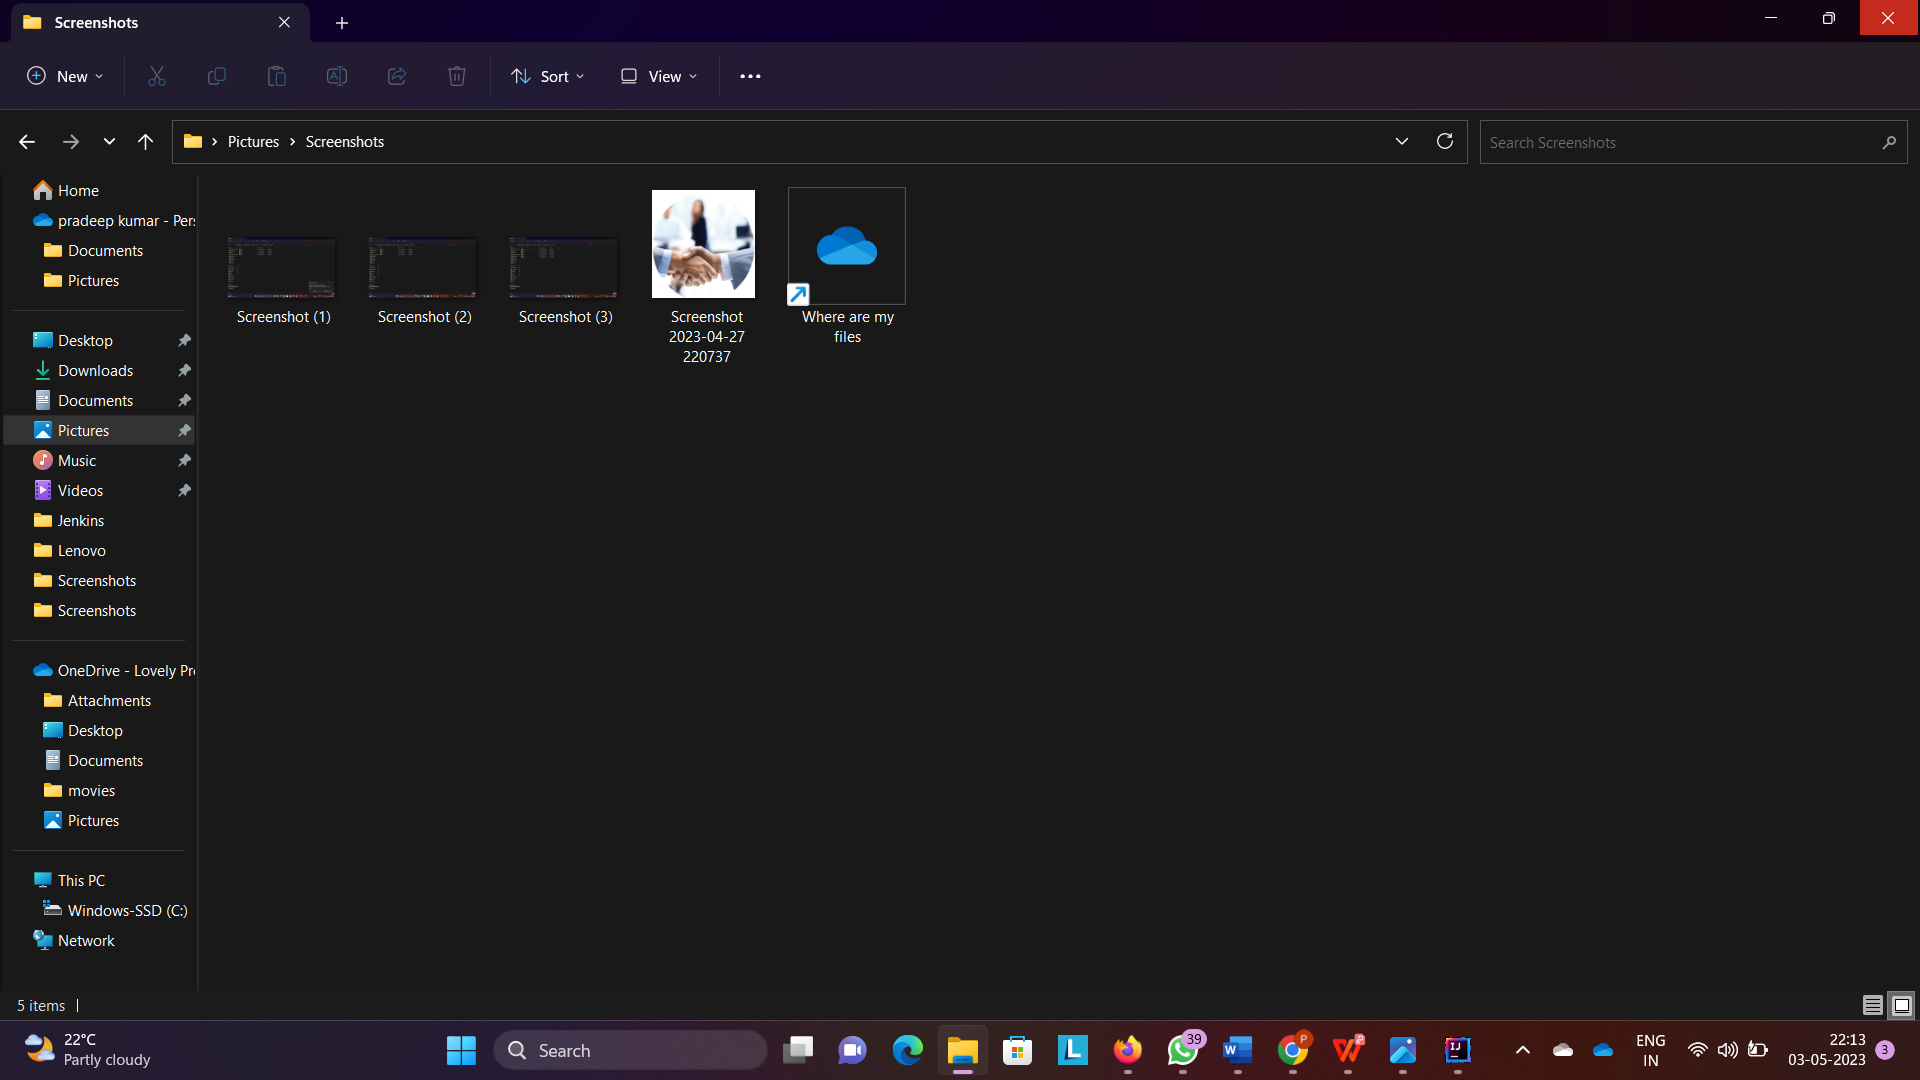 Screenshots
New
Sort
View
Pictures
Screenshots
Search Screenshots
Home
pradeep kumar - Pers
Documents
Pictures
Desktop
Downloads
Documents
Pictures
Music
Videos
Jenkins
Lenovo
Screenshots
Screenshots
OneDrive - Lovely Pro
Attachments
Desktop
Documents
movies
Pictures
This PC
Windows-SSD (C:)
Network
Screenshot (1)
Screenshot (2)
Screenshot (3)
Screenshot
2023-04-27
220737
Where are my
files
5 items
22°C
Partly cloudy
Search
39
P
ENG
IN
22:13
03-05-2023
3